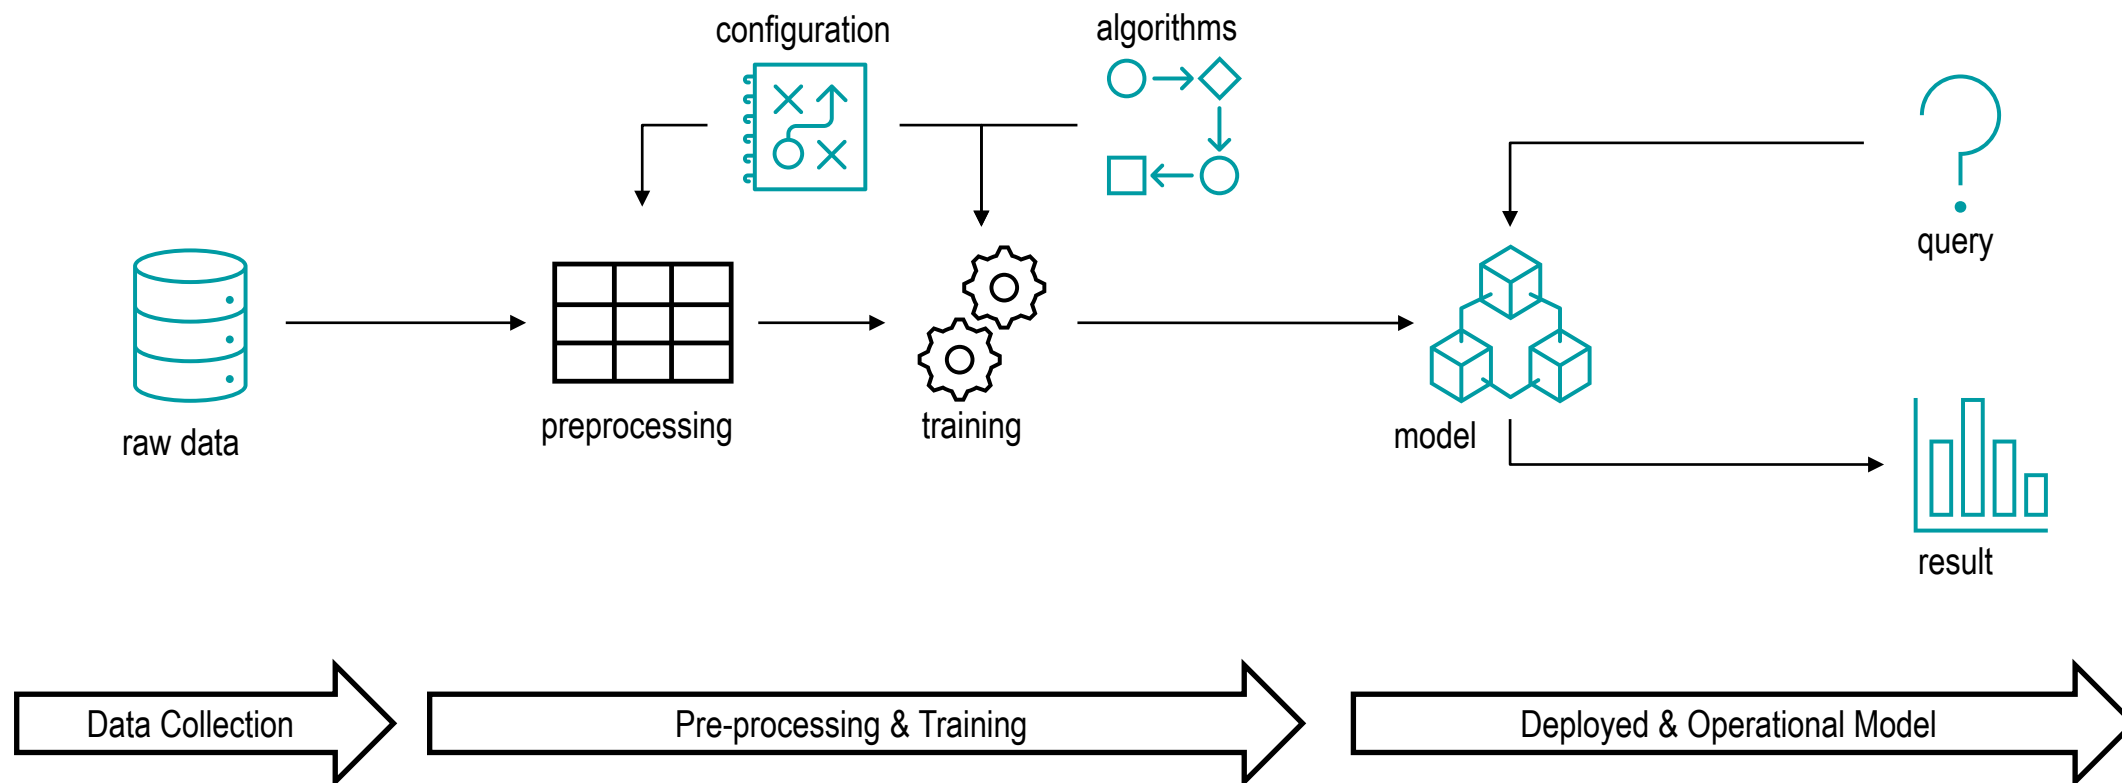 configuration
algorithms
query
raw data
preprocessing
training
model
result
Data Collection
Pre-processing & Training
Deployed & Operational Model